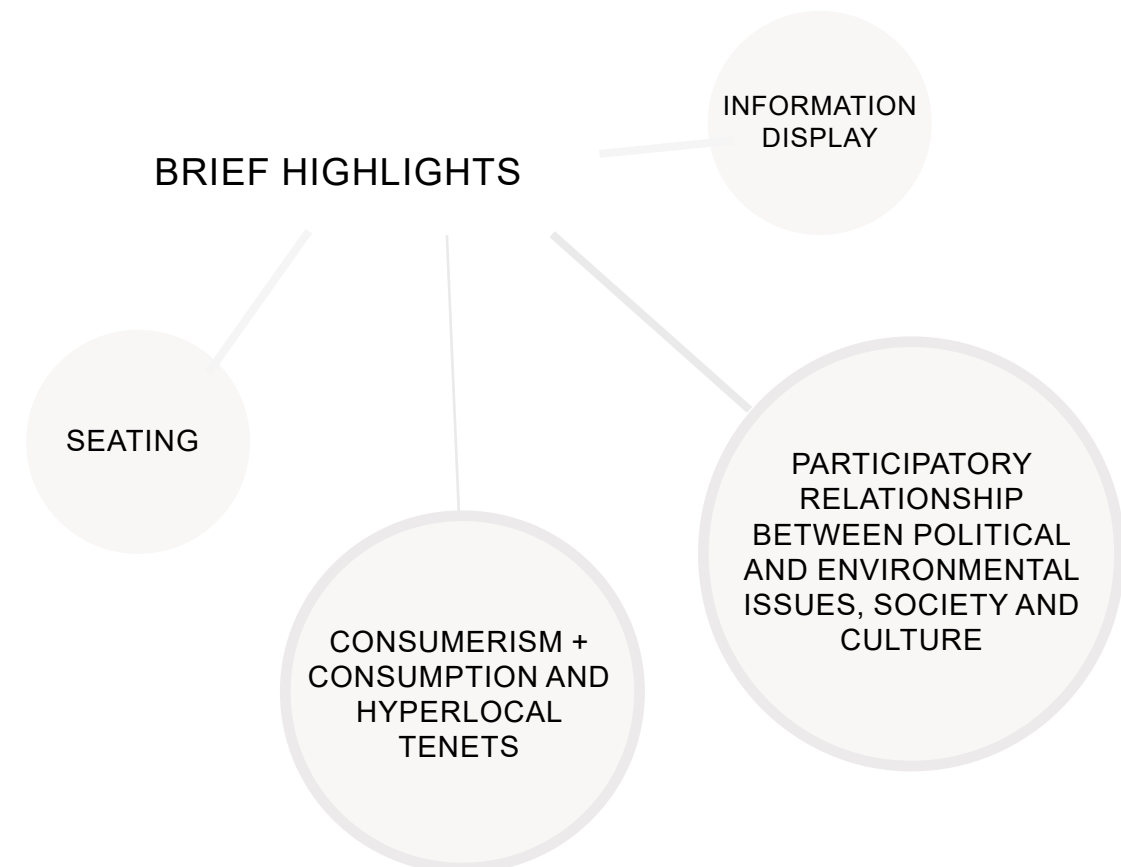 INFORMATION
DISPLAY
BRIEF HIGHLIGHTS
SEATING
PARTICIPATORY
RELATIONSHIP
BETWEEN POLITICAL
AND ENVIRONMENTAL
ISSUES, SOCIETY AND
CULTURE
CONSUMERISM +
CONSUMPTION AND
HYPERLOCAL
TENETS